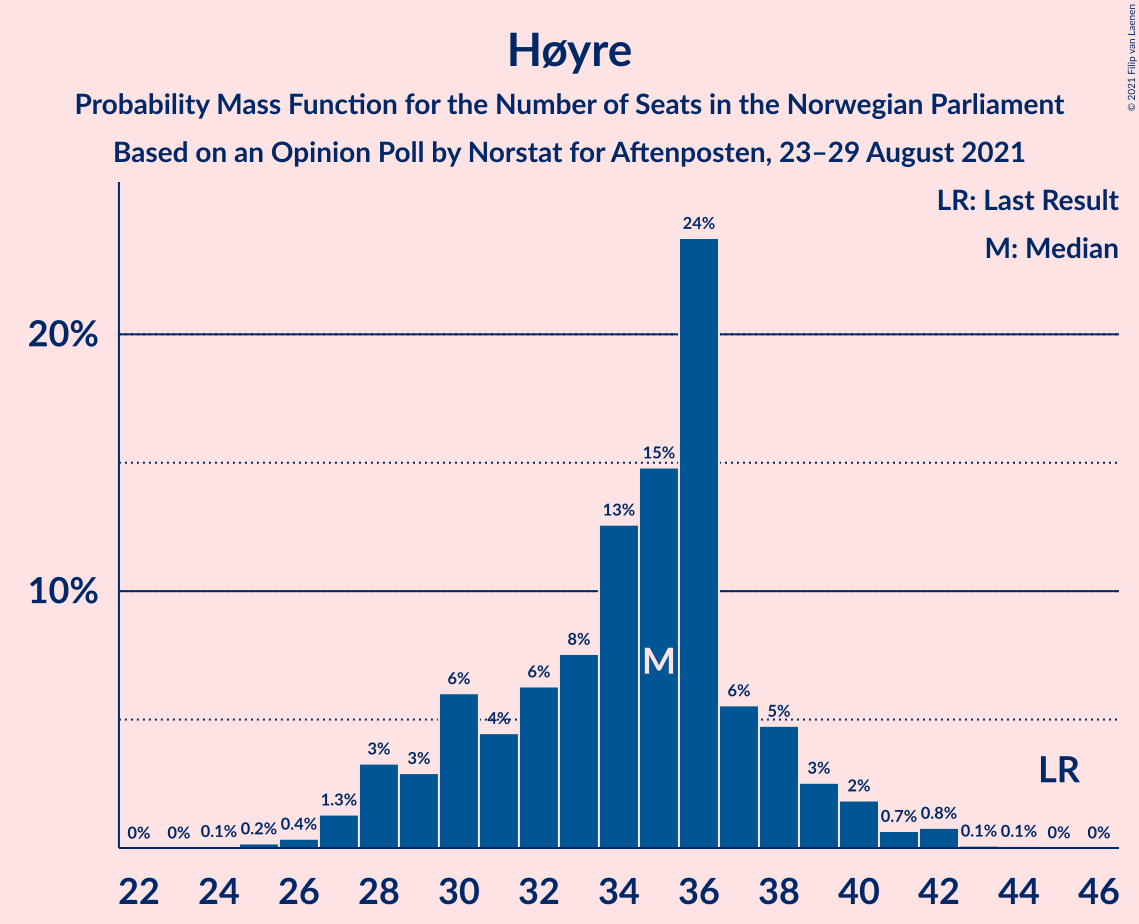 Høyre
Probability Mass Function for the Number of Seats in the Norwegian Parliament
Based on an Opinion Poll by Norstat for Aftenposten, 23–29 August 2021
© 2021 Filip van Laenen
LR: Last Result
M: Median
20%
10%
0% 0% 0.1% 0.2% 0.4% 1.3% 3% 3% 6% 4% 6% 8% 13% 15% 24% 6% 5% 3% 2% 0.7% 0.8% 0.1% 0.1% 0% 0%
M
LR
22 24 26 28 30 32 34 36 38 40 42 44 46